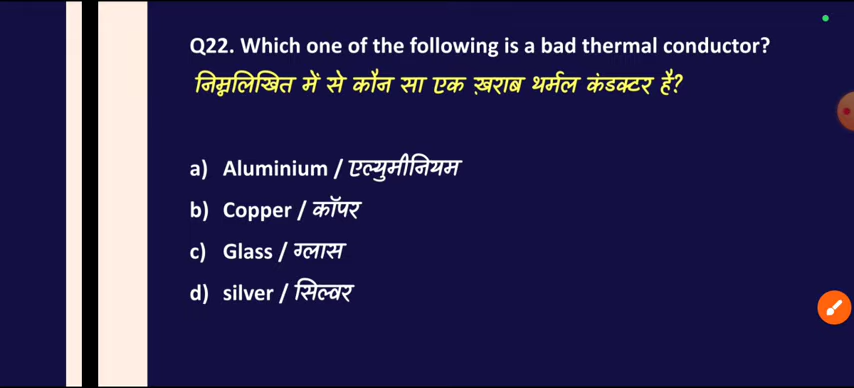 Q22. Which one of the following is a bad thermal conductor?
निम्नलिखित में से कौन सा एक ख़राब थर्मल कंडक्टर है?
a) Aluminium / एल्युमीनियम
b) Copper / कॉपर
c) Glass / ग्लास
d) silver / सिल्वर